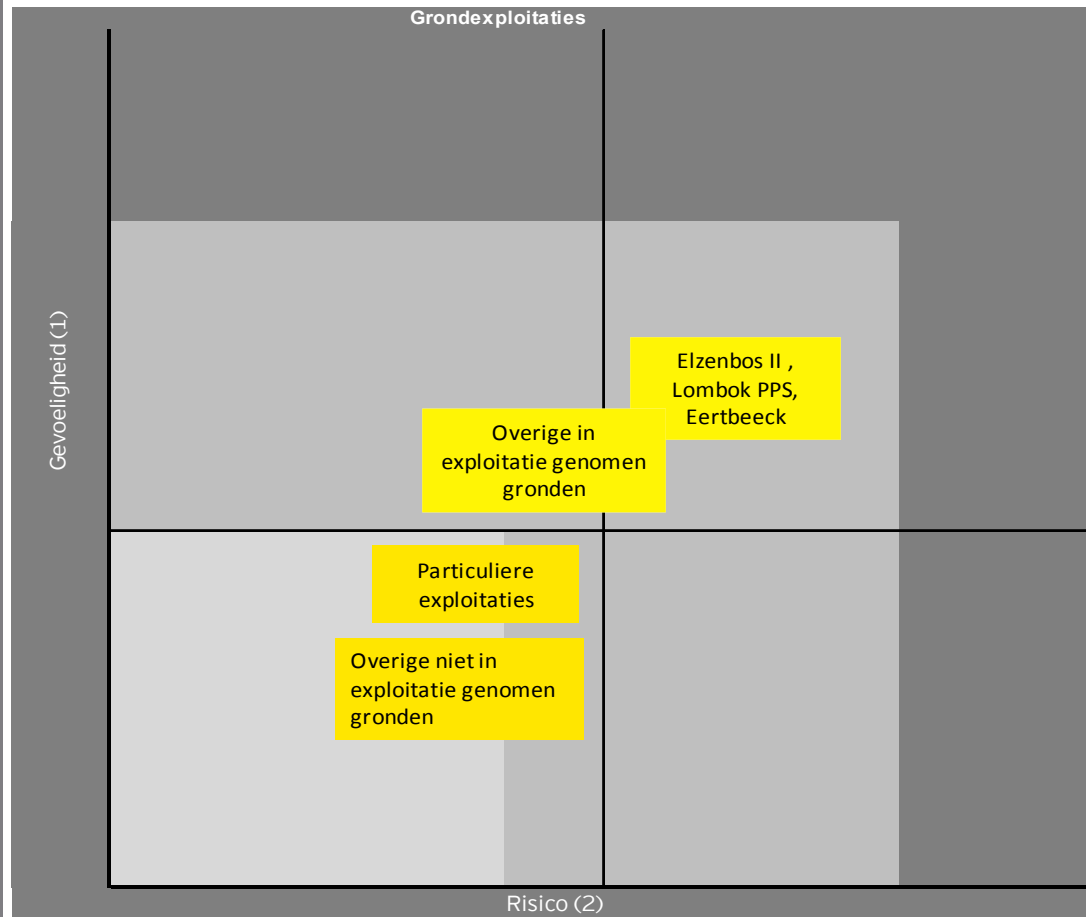 Grondexploitaties
Gevoeligheid (1)
Elzenbos II ,
Lombok PPS,
Eertbeeck
Overige in
exploitatie genomen
gronden
Particuliere
exploitaties
Overige niet in
exploitatie genomen
gronden
Risico (2)